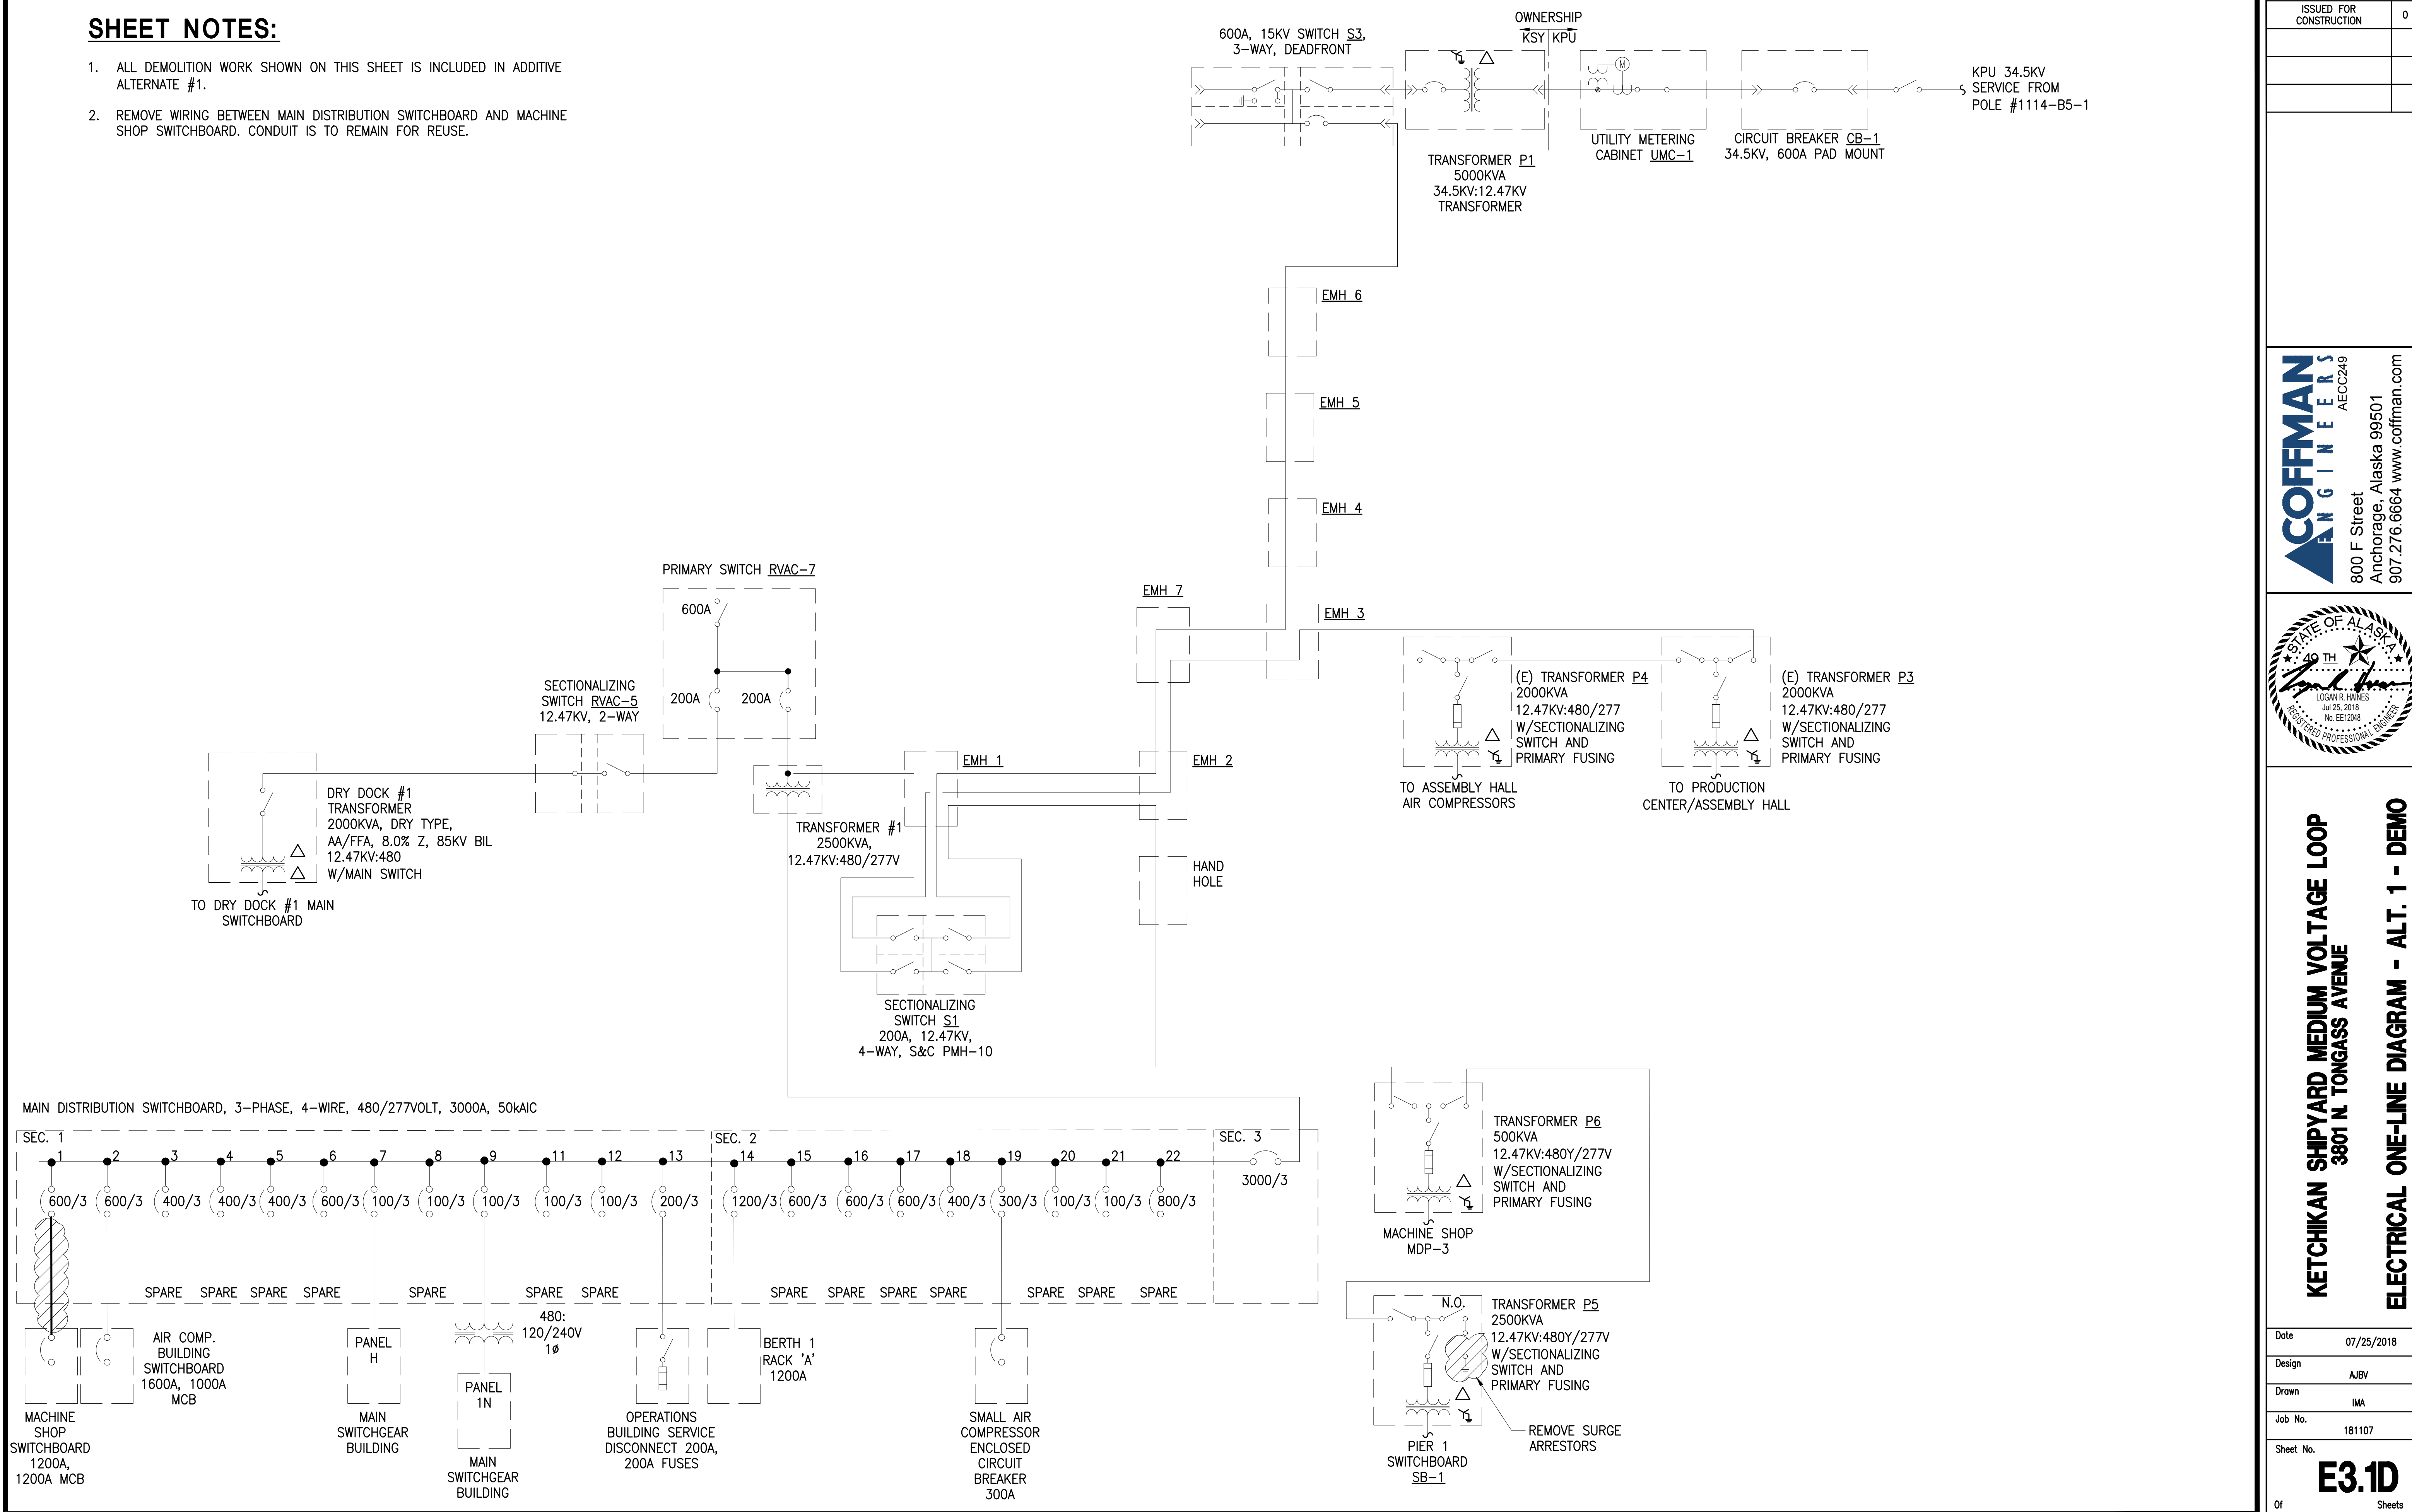 SHEET NOTES:
1. ALL DEMOLITION WORK SHOWN ON THIS SHEET IS INCLUDED IN ADDITIVE
ALTERNATE #1.
2. REMOVE WIRING BETWEEN MAIN DISTRIBUTION SWITCHBOARD AND MACHINE
SHOP SWITCHBOARD. CONDUIT IS TO REMAIN FOR REUSE.
600A, 15KV SWITCH S3,
3-WAY, DEADFRONT
OWNERSHIP
KSY KPU
M
KPU 34.5KV
SERVICE FROM
POLE #1114-B5-1
TRANSFORMER P1
5000KVA
34.5KV:12.47KV
TRANSFORMER
UTILITY METERING
CABINET UMC-1
CIRCUIT BREAKER CB-1
34.5KV, 600A PAD MOUNT
EMH 6
EMH 5
EMH 4
EMH 7
EMH 3
PRIMARY SWITCH RVAC-7
600A
200A
200A
SECTIONALIZING
SWITCH RVAC-5
12.47KV, 2-WAY
(E) TRANSFORMER P4
2000KVA
12.47KV:480/277
W/SECTIONALIZING
SWITCH AND
PRIMARY FUSING
TO ASSEMBLY HALL
AIR COMPRESSORS
(E) TRANSFORMER P3
2000KVA
12.47KV:480/277
W/SECTIONALIZING
SWITCH AND
PRIMARY FUSING
TO PRODUCTION
CENTER/ASSEMBLY HALL
EMH 1
EMH 2
DRY DOCK #1
TRANSFORMER
2000KVA, DRY TYPE,
AA/FFA, 8.0% Z, 85KV BIL
12.47KV:480
W/MAIN SWITCH
TO DRY DOCK #1 MAIN
SWITCHBOARD
TRANSFORMER #1
2500KVA,
12.47KV:480/277V
HAND
HOLE
SECTIONALIZING
SWITCH S1
200A, 12.47KV,
4-WAY, S&C PMH-10
MAIN DISTRIBUTION SWITCHBOARD, 3-PHASE, 4-WIRE, 480/277VOLT, 3000A, 50kAIC
SEC. 1
SEC. 2
SEC. 3
1 2 3 4 5 6 7 8 9 11 12 13 14 15 16 17 18 19 20 21 22
600/3 600/3 400/3 400/3 400/3 600/3 100/3 100/3 100/3 100/3 100/3 200/3 1200/3 600/3 600/3 600/3 400/3 300/3 100/3 100/3 800/3
3000/3
SPARE SPARE SPARE SPARE SPARE SPARE SPARE SPARE SPARE SPARE SPARE SPARE SPARE SPARE
MACHINE
SHOP
SWITCHBOARD
1200A,
1200A MCB
AIR COMP.
BUILDING
SWITCHBOARD
1600A, 1000A
MCB
PANEL
H
MAIN
SWITCHGEAR
BUILDING
480:
120/240V
1ø
PANEL
1N
MAIN
SWITCHGEAR
BUILDING
OPERATIONS
BUILDING SERVICE
DISCONNECT 200A,
200A FUSES
BERTH 1
RACK 'A'
1200A
SMALL AIR
COMPRESSOR
ENCLOSED
CIRCUIT
BREAKER
300A
TRANSFORMER P6
500KVA
12.47KV:480Y/277V
W/SECTIONALIZING
SWITCH AND
PRIMARY FUSING
MACHINE SHOP
MDP-3
N.O.
TRANSFORMER P5
2500KVA
12.47KV:480Y/277V
W/SECTIONALIZING
SWITCH AND
PRIMARY FUSING
REMOVE SURGE
ARRESTORS
PIER 1
SWITCHBOARD
SB-1
ISSUED FOR
CONSTRUCTION
0
COFFMAN
ENGINEERS
AECC249
800 F Street
Anchorage, Alaska 99501
907.276.6664 www.coffman.com
STATE OF ALASKA
49 TH
LOGAN R. HAINES
Jul 25, 2018
No. EE12048
REGISTERED PROFESSIONAL ENGINEER
KETCHIKAN SHIPYARD MEDIUM VOLTAGE LOOP
3801 N. TONGASS AVENUE
ELECTRICAL ONE-LINE DIAGRAM - ALT. 1 - DEMO
Date
07/25/2018
Design
AJBV
Drawn
IMA
Job No.
181107
Sheet No.
E3.1D
Of Sheets